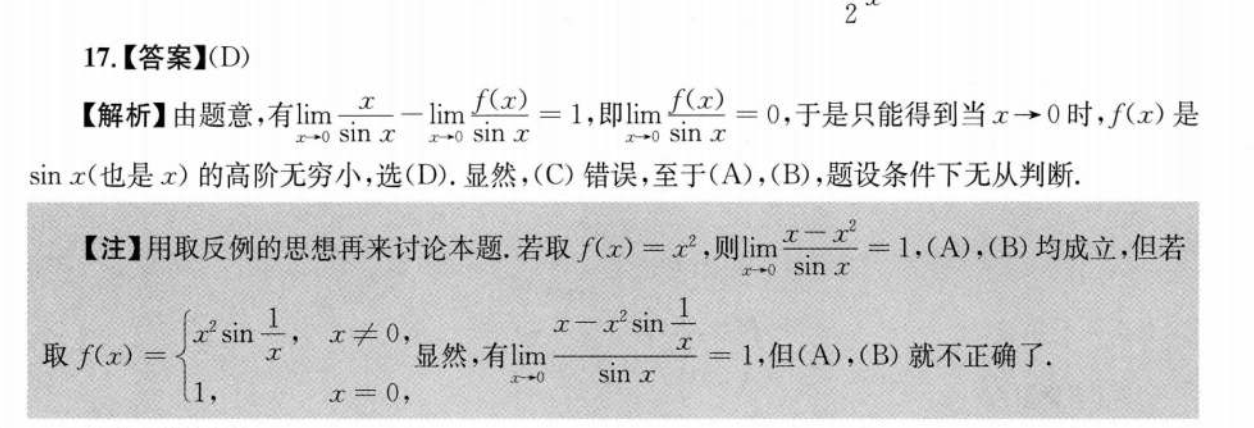 2^x
17.【答案】(D)
【解析】由题意,有$\lim\limits_{x\to 0}\frac{x}{\sin x}-\lim\limits_{x\to 0}\frac{f(x)}{\sin x}=1$,即$\lim\limits_{x\to 0}\frac{f(x)}{\sin x}=0$,于是只能得到当 $x\to 0$ 时,$f(x)$ 是
$\sin x$(也是 $x$) 的高阶无穷小,选(D). 显然,(C) 错误,至于(A),(B),题设条件下无从判断.
【注】用取反例的思想再来讨论本题. 若取 $f(x)=x^2$,则$\lim\limits_{x\to 0}\frac{x-x^2}{\sin x}=1$,(A),(B) 均成立,但若
取 $f(x)=\begin{cases}x^2\sin\frac{1}{x}, & x\neq 0,\\1, & x=0,\end{cases}$显然,有$\lim\limits_{x\to 0}\frac{x-x^2\sin\frac{1}{x}}{\sin x}=1$,但(A),(B) 就不正确了.